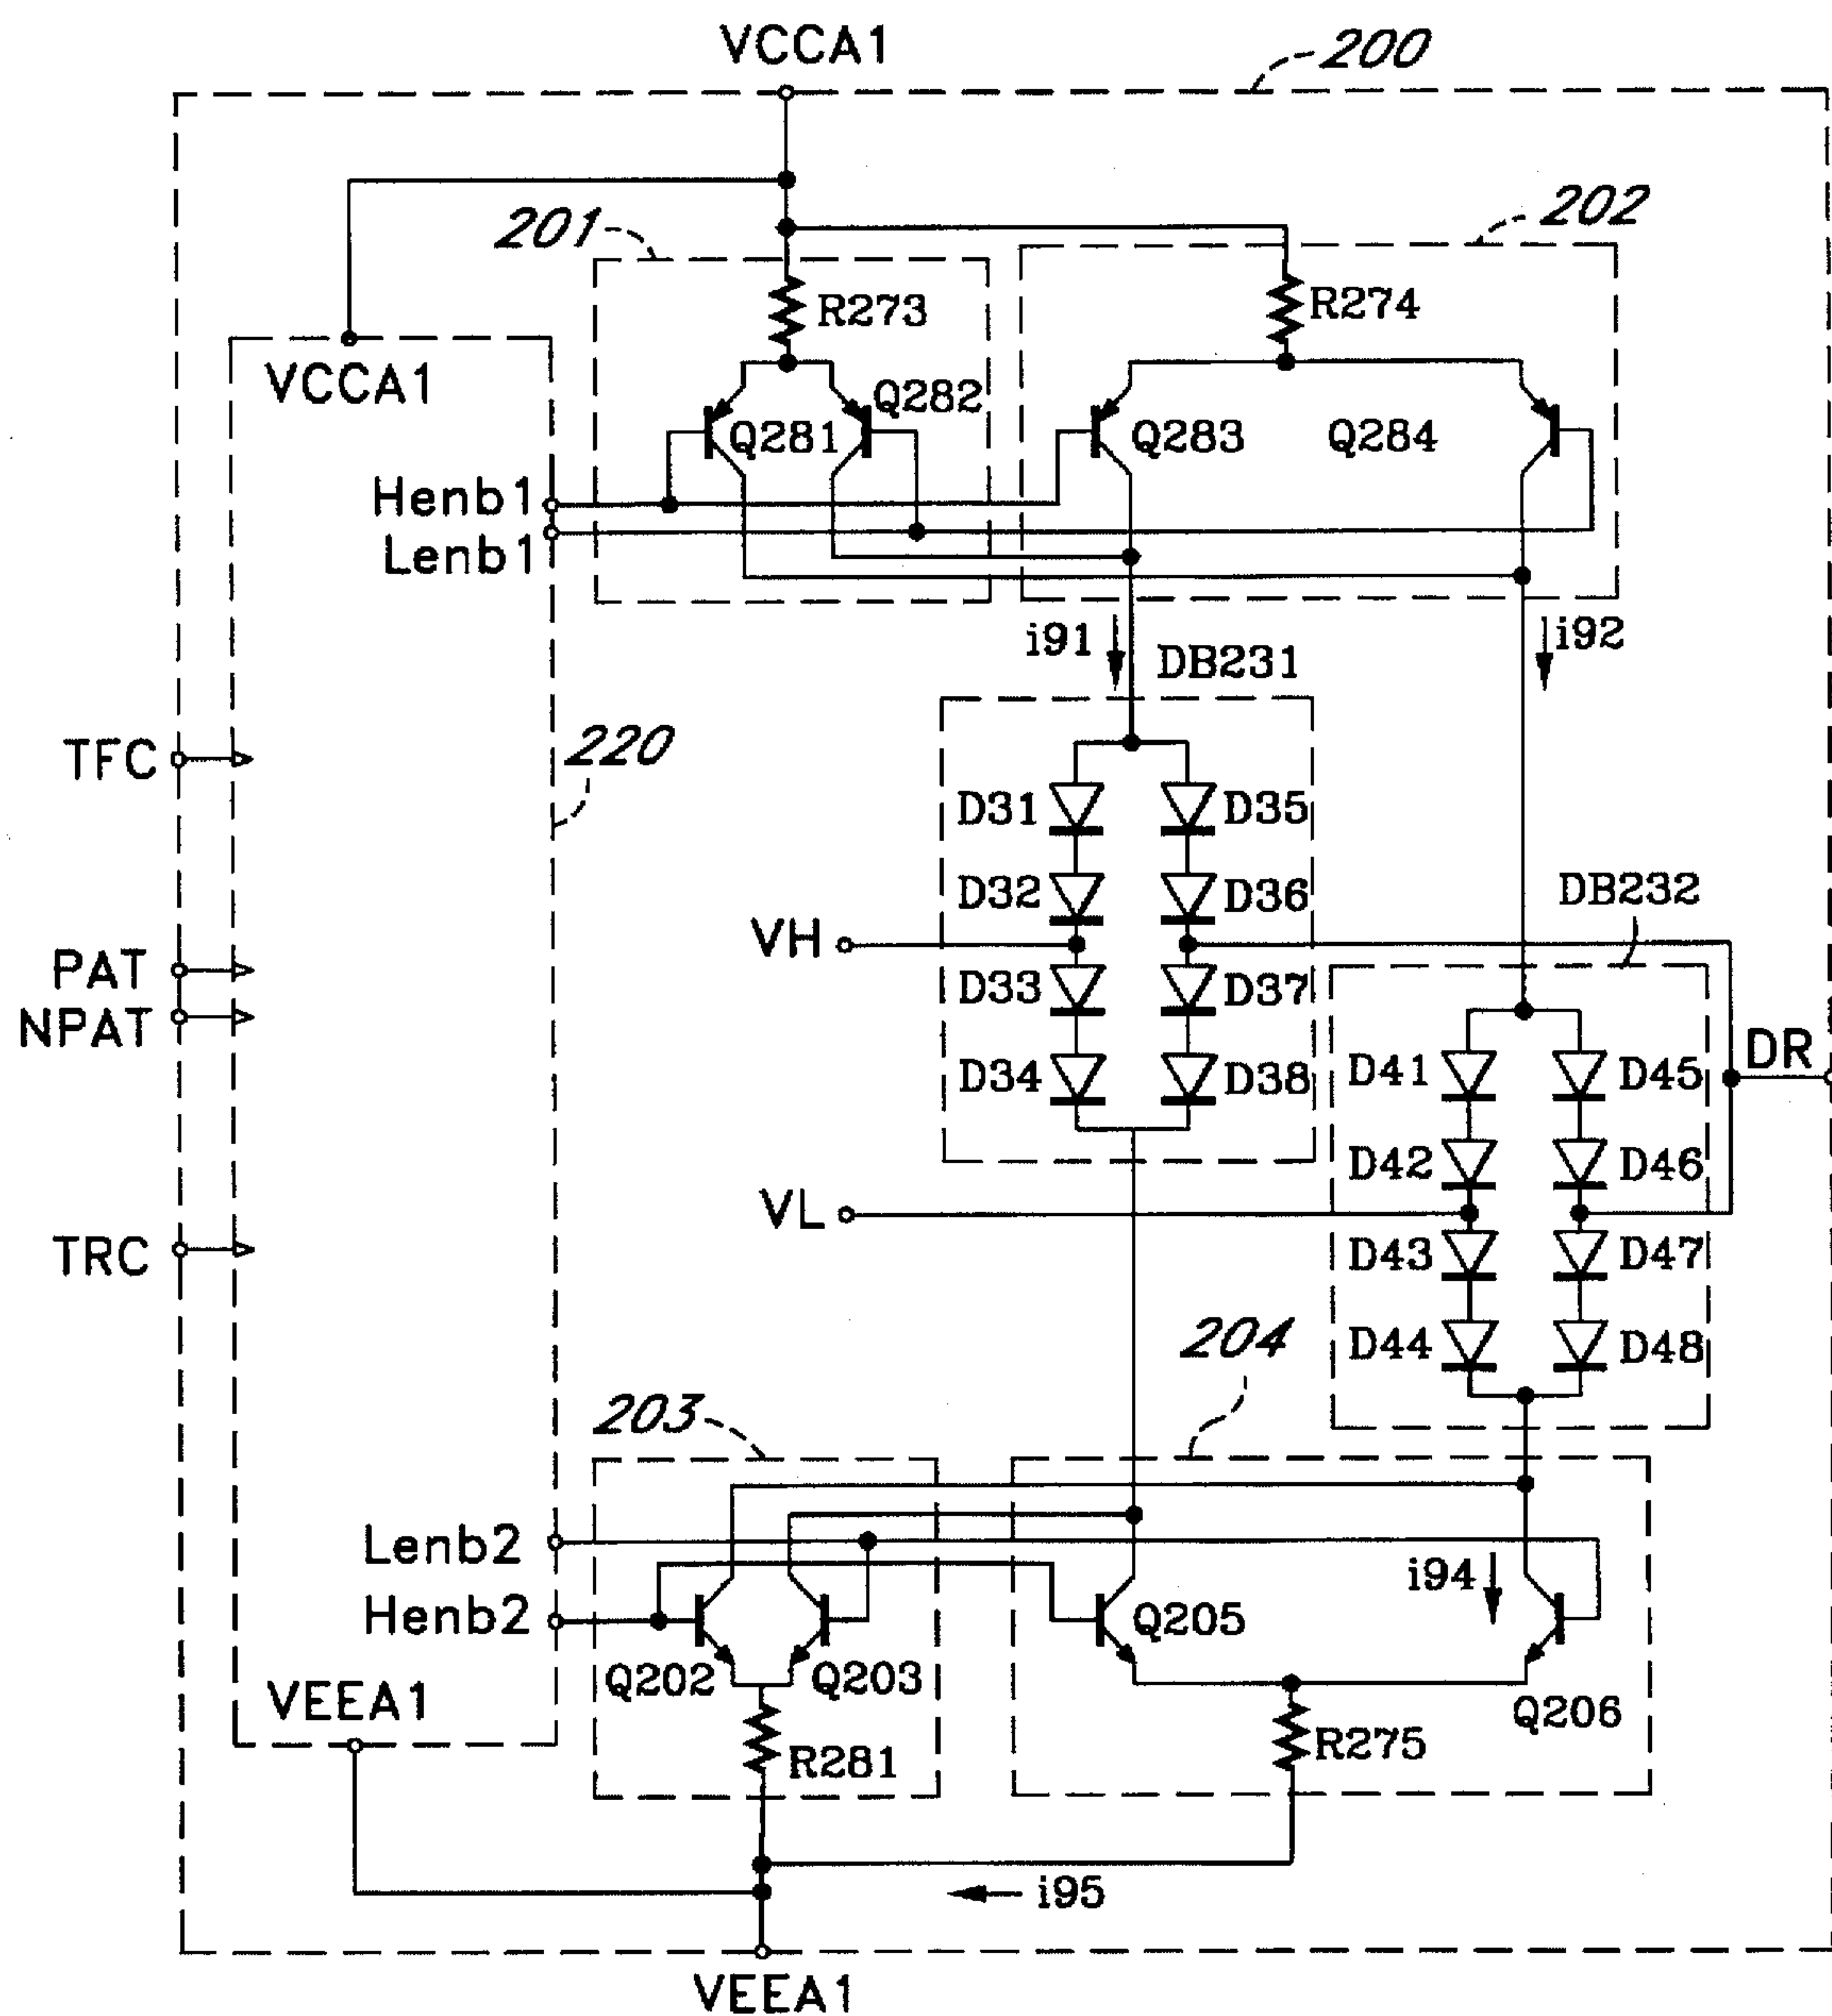 VCCA1
200
201
202
R273
R274
VCCA1
Q282
Q281
Q283
Q284
Henb1
Lenb1
i91
i92
DB231
TFC
220
D31
D35
D32
D36
DB232
VH
PAT
D33
D37
NPAT
DR
D34
D38
D41
D45
D42
D46
VL
TRC
D43
D47
204
D44
D48
203
Lenb2
i94
Henb2
Q205
Q202
Q203
VEEA1
Q206
R281
R275
i95
VEEA1